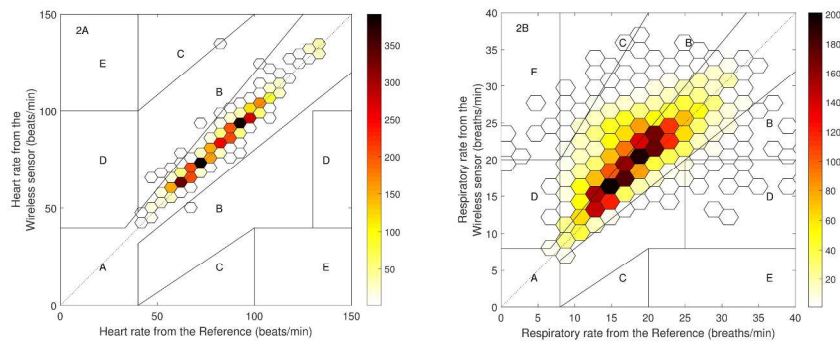 2A
E
C
B
D
D
B
A
C
E
150
100
50
0
0
50
100
150
Heart rate from the
Wireless sensor (beats/min)
Heart rate from the Reference (beats/min)
350
300
250
200
150
100
50
2B
C
B
E
B
D
D
A
C
E
40
35
30
25
20
15
10
5
0
0
5
10
15
20
25
30
35
40
Respiratory rate from the
Wireless sensor (breaths/min)
Respiratory rate from the Reference (breaths/min)
200
180
160
140
120
100
80
60
40
20